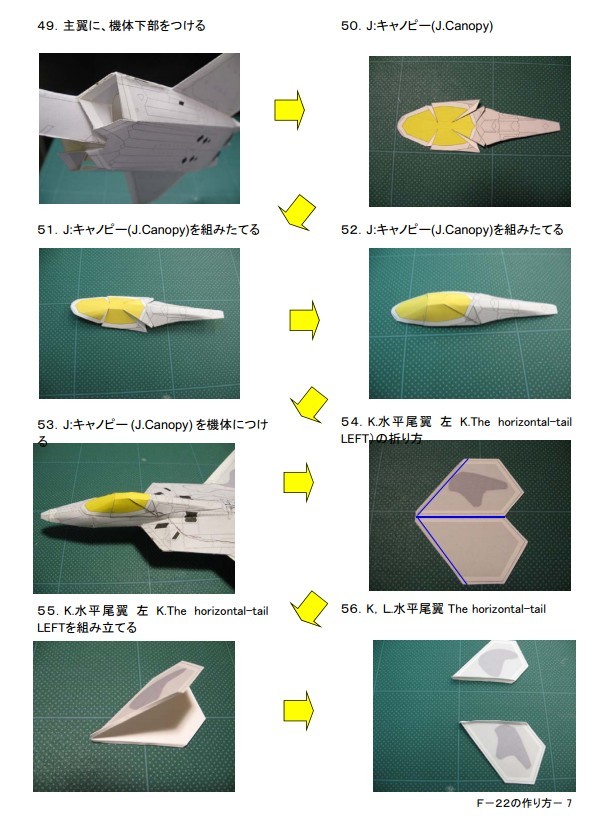 49. 主翼に、機体下部をつける
50. J:キャノピー(J.Canopy)
51. J:キャノピー(J.Canopy)を組みたてる
52. J:キャノピー(J.Canopy)を組みたてる
53. J:キャノピー(J.Canopy)を機体につけ
る
54. K.水平尾翼 左 K.The horizontal-tail
LEFT)の折り方
55. K.水平尾翼 左 K.The horizontal-tail
LEFTを組み立てる
56. K, L.水平尾翼 The horizontal-tail
F-22の作り方- 7